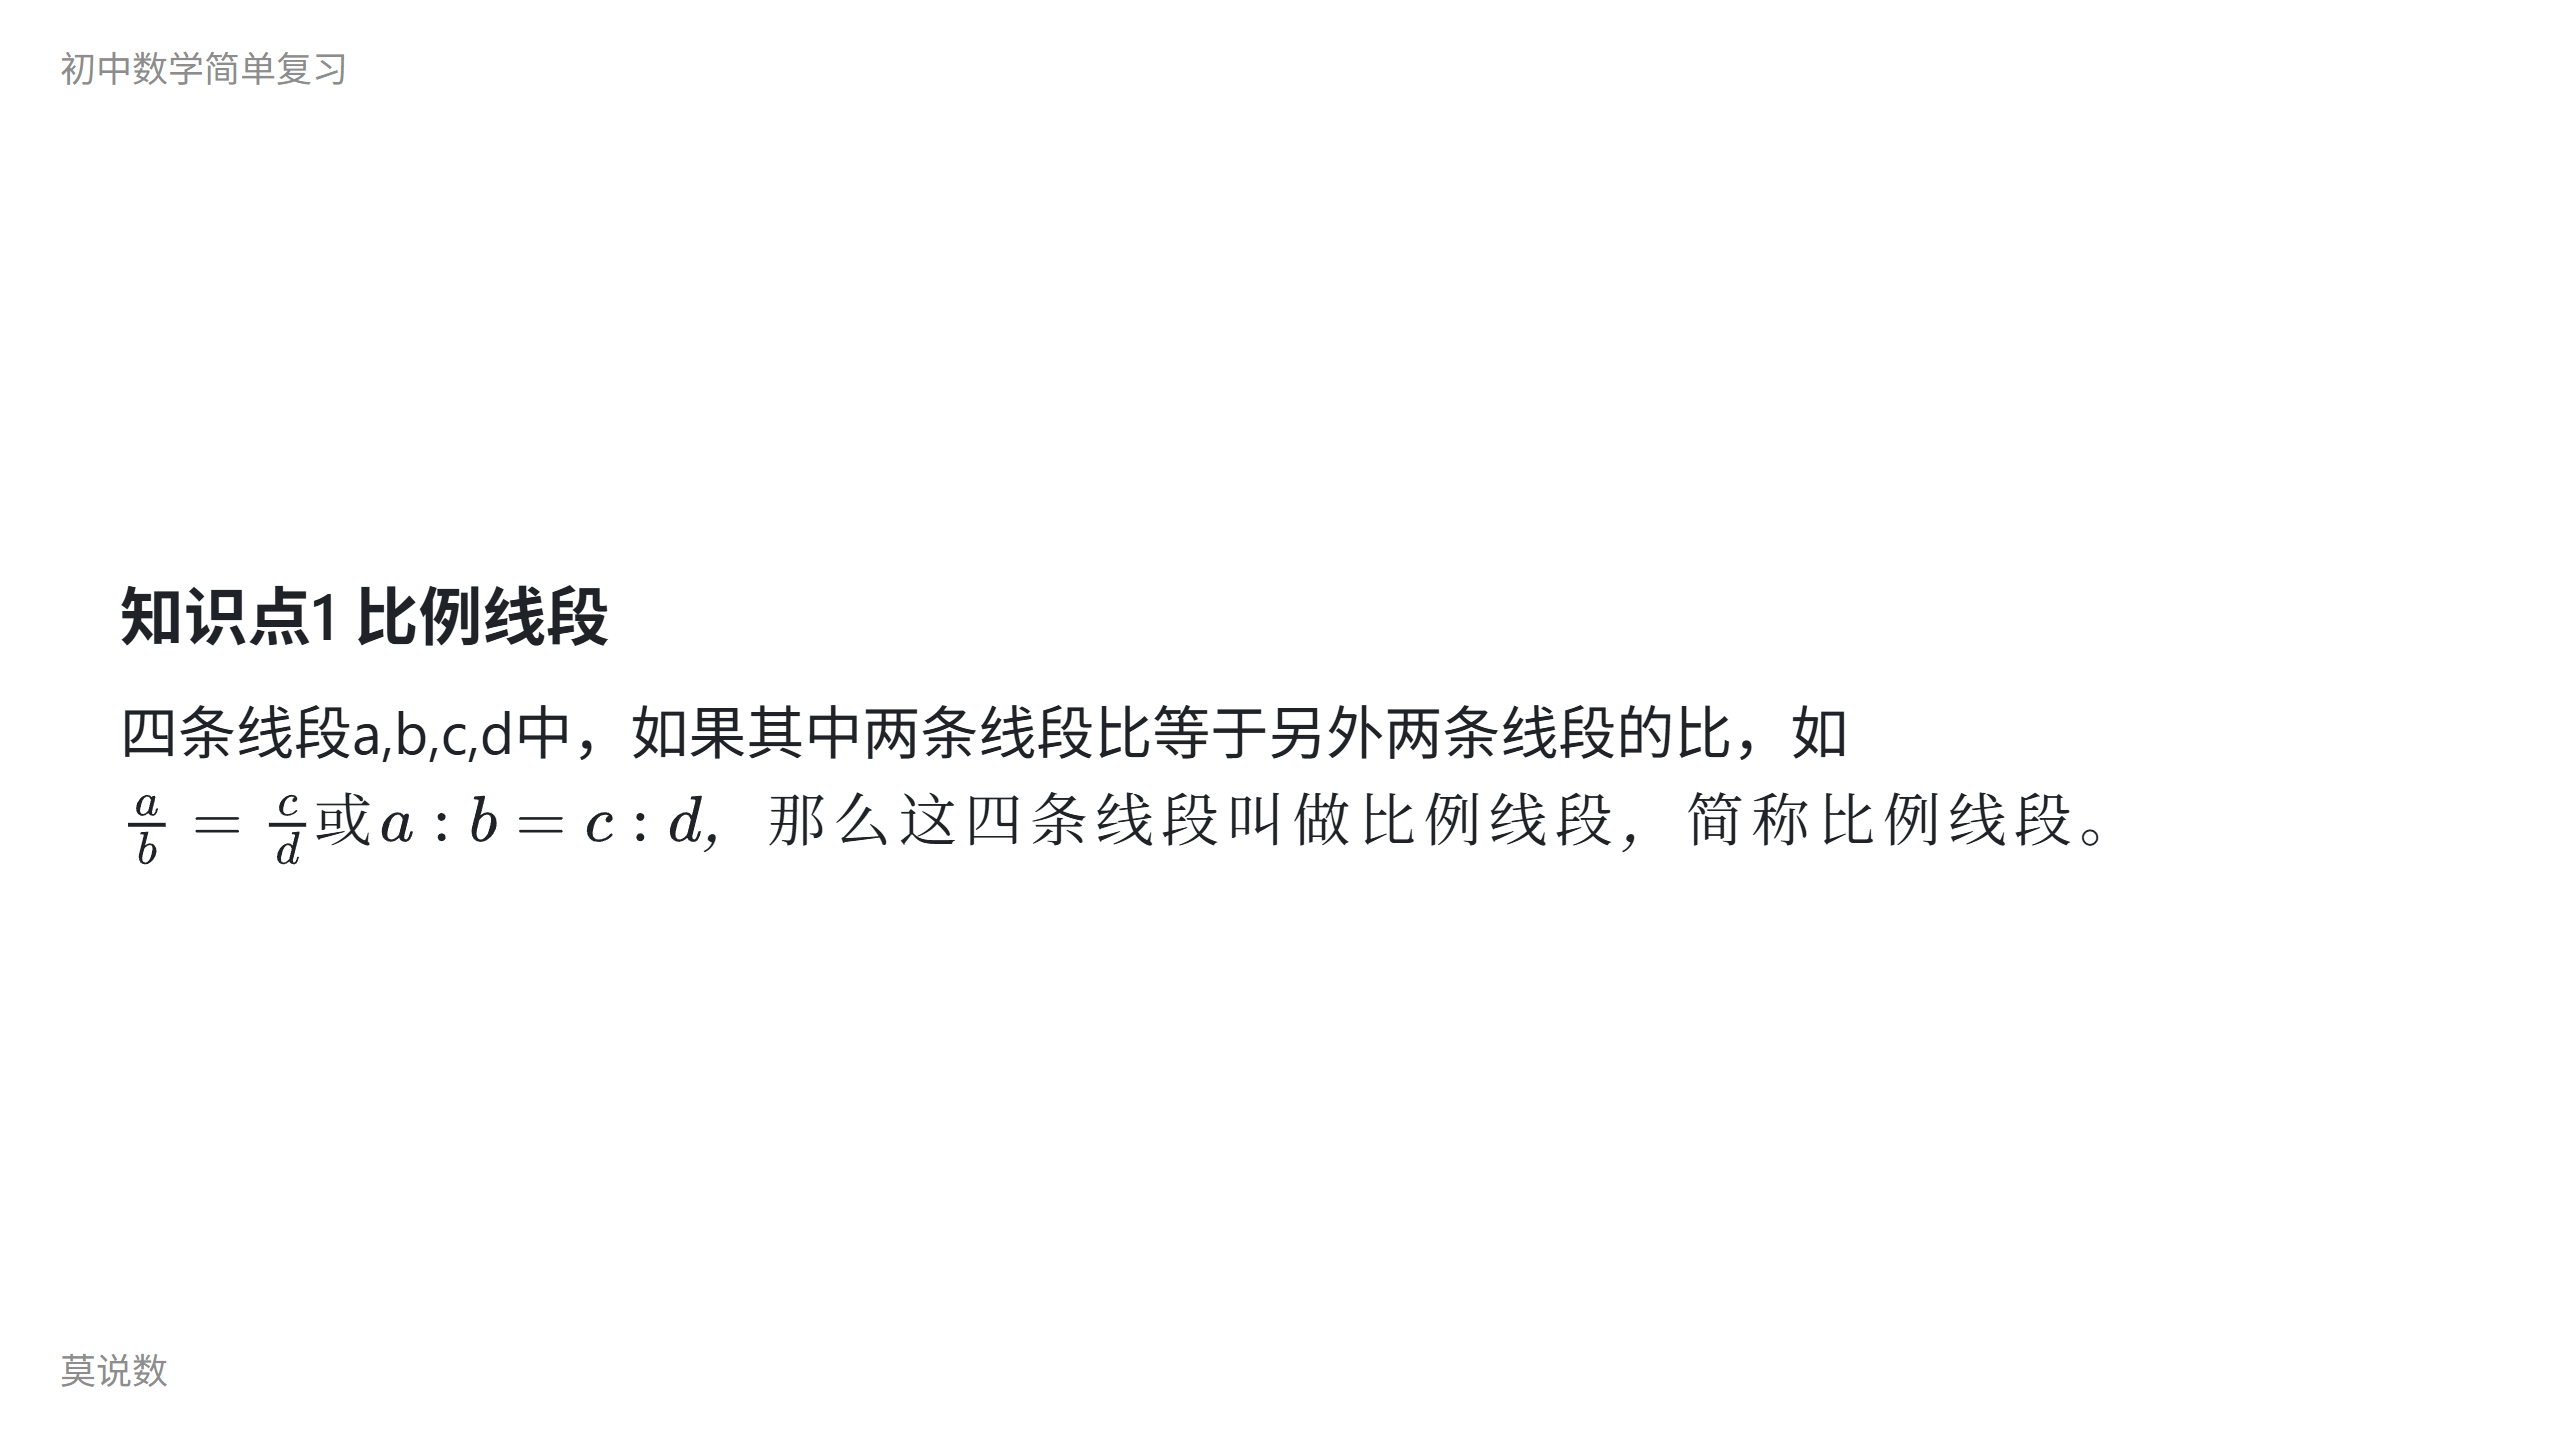 初中数学简单复习
知识点1 比例线段
四条线段a,b,c,d中，如果其中两条线段比等于另外两条线段的比，如
$\frac{a}{b} = \frac{c}{d}$或$a : b = c : d$，那么这四条线段叫做比例线段，简称比例线段。
莫说数